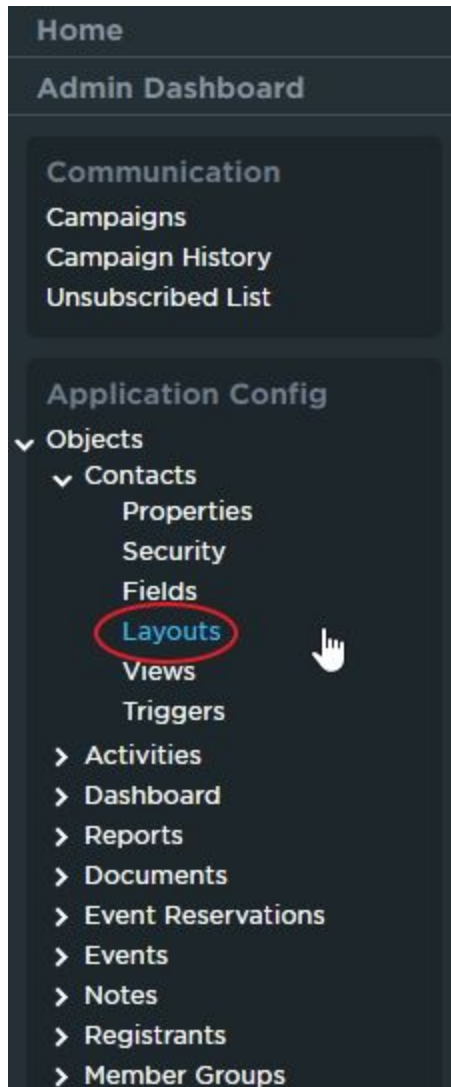 Home
Admin Dashboard
Communication
Campaigns
Campaign History
Unsubscribed List
Application Config
Objects
Contacts
Properties
Security
Fields
Layouts
Views
Triggers
Activities
Dashboard
Reports
Documents
Event Reservations
Events
Notes
Registrants
Member Groups